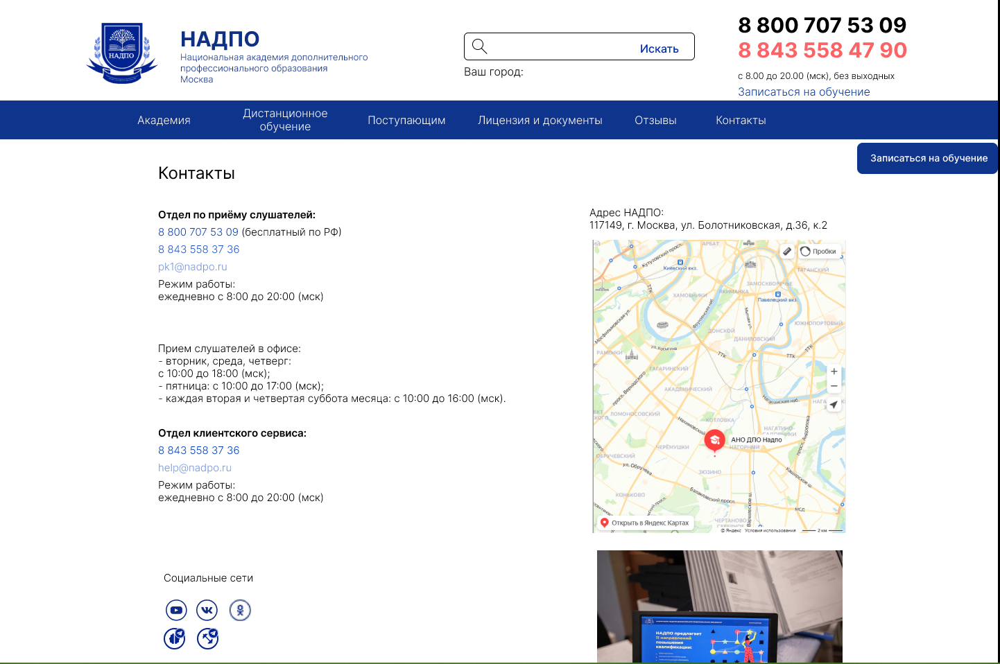 НАДПО
НАДПО
Национальная академия дополнительного
профессионального образования
Москва
Искать
Ваш город:
8 800 707 53 09
8 843 558 47 90
с 8.00 до 20.00 (мск), без выходных
Записаться на обучение
Академия
Дистанционное
обучение
Поступающим
Лицензия и документы
Отзывы
Контакты
Записаться на обучение
Контакты
Отдел по приёму слушателей:
8 800 707 53 09 (бесплатный по РФ)
8 843 558 37 36
pk1@nadpo.ru
Режим работы:
ежедневно с 8:00 до 20:00 (мск)
Прием слушателей в офисе:
- вторник, среда, четверг:
с 10:00 до 18:00 (мск);
- пятница: с 10:00 до 17:00 (мск);
- каждая вторая и четвертая суббота месяца: с 10:00 до 16:00 (мск).
Отдел клиентского сервиса:
8 843 558 37 36
help@nadpo.ru
Режим работы:
ежедневно с 8:00 до 20:00 (мск)
Социальные сети
Адрес НАДПО:
117149, г. Москва, ул. Болотниковская, д.36, к.2
АРБАТ
Пробки
Кутузовский просп.
Киевский вкз.
ТАГАНСКИЙ
ТТК
ЗАМОСКВОРЕЧЬЕ
ХАМОВНИКИ
ЯКИМАНКА
Павелецкий вкз.
Фрунзенская наб.
Мытная ул.
Мосфильмовская ул.
ЮЖНОПОРТОВЫЙ
ДОНСКОЙ
ДАНИЛОВСКИЙ
ул. Косыгина
РАМЕНКИ
ТТК
ТТК
ТТК
ГАГАРИНСКИЙ
просп. Вернадского
АКАДЕМИЧЕСКИЙ
Нагатинская наб.
ЛОМОНОСОВСКИЙ
Нахимовский просп.
КОТЛОВКА
НАГАТИНО-
САДОВНИКИ
просп. Андропова
АНО ДПО Надпо
НАГОРНЫЙ
ЧЕРЁМУШКИ
ОБРУЧЕВСКИЙ
ул. Обручева
ЗЮЗИНО
Каширское ш.
КОНЬКОВО
Балаклавский просп.
Варшавское ш.
МСД
ЧЕРТАНОВО
СЕВЕРНОЕ
Открыть в Яндекс Картах
© Яндекс Условия использования
2 км
НАДПО предлагает
11 направлений
повышения
квалификации: